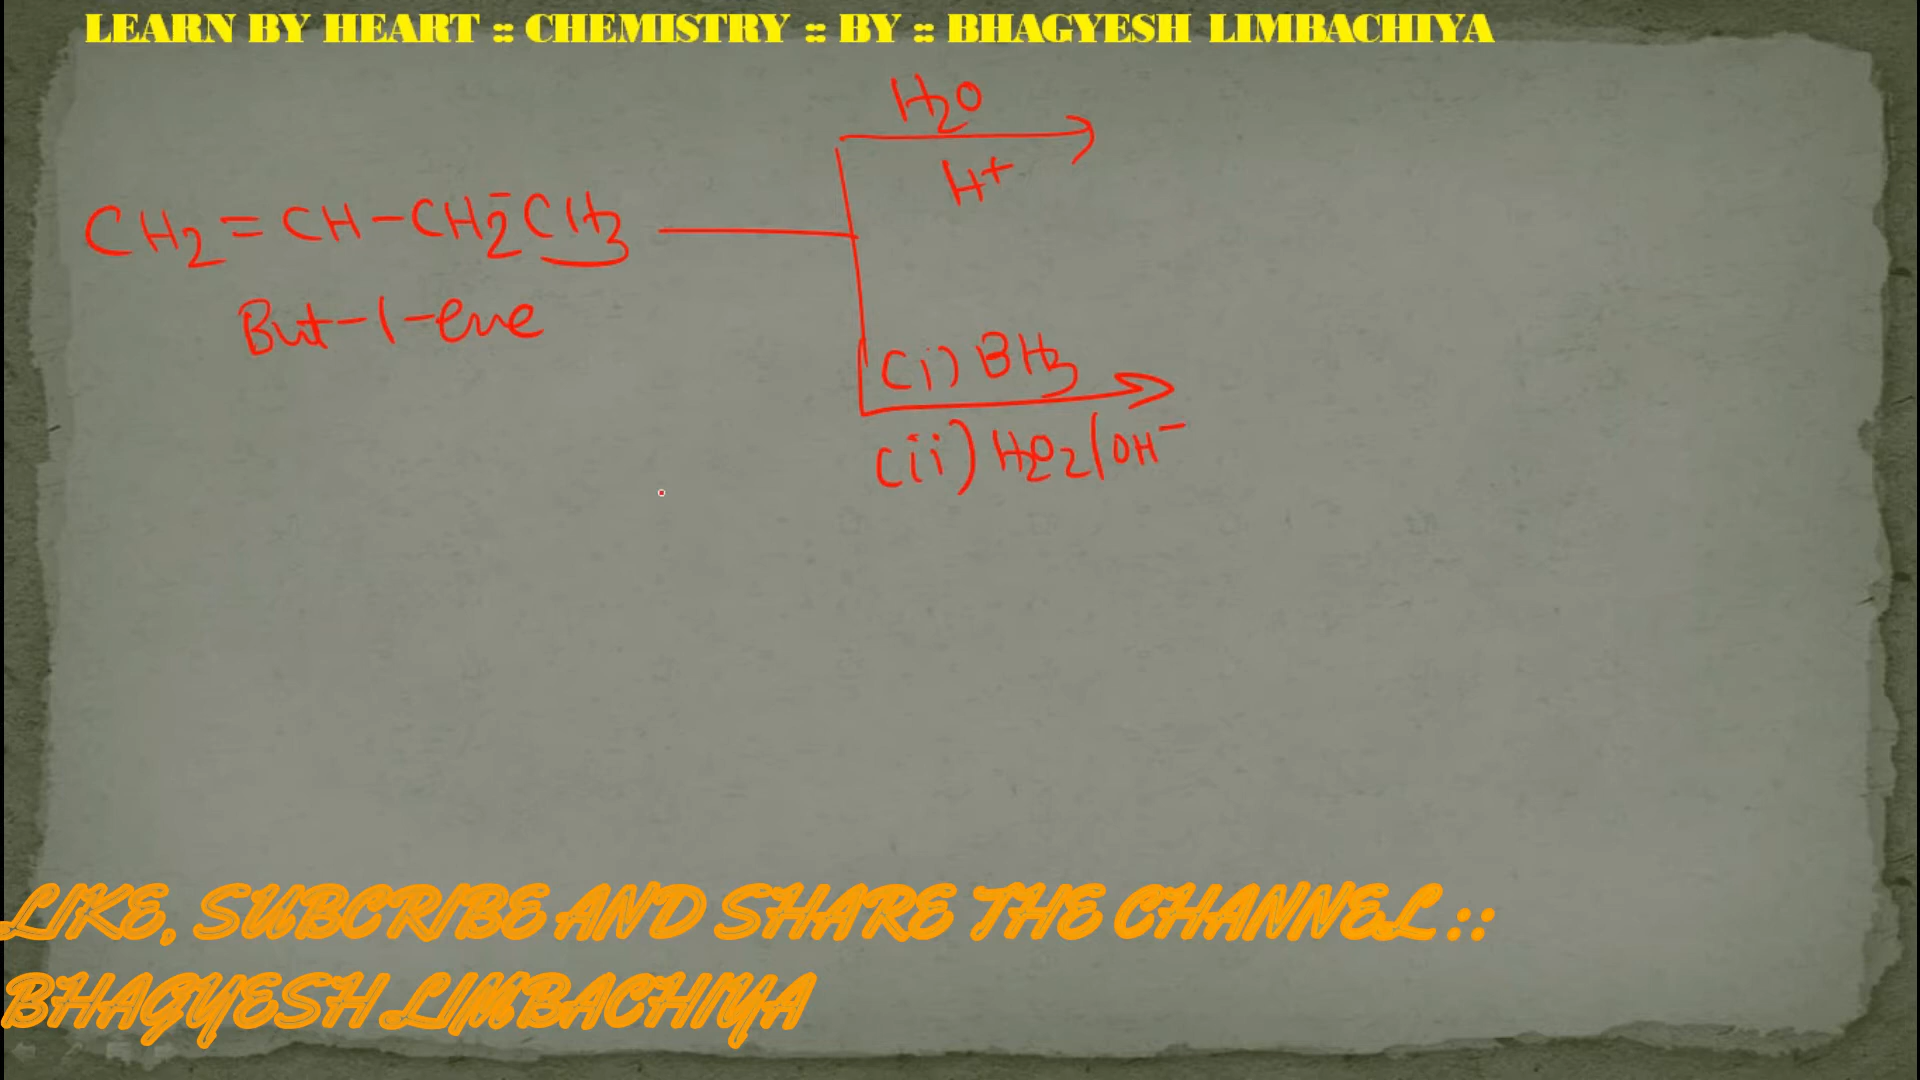 LEARN BY HEART :: CHEMISTRY :: BY :: BHAGYESH LIMBACHIYA
H2O
H+
CH2=CH-CH2-CH3
But-1-ene
(i) BH3
(ii) H2O2/OH-
LIKE, SUBCRIBE AND SHARE THE CHANNEL ::
BHAGYESH LIMBACHIYA